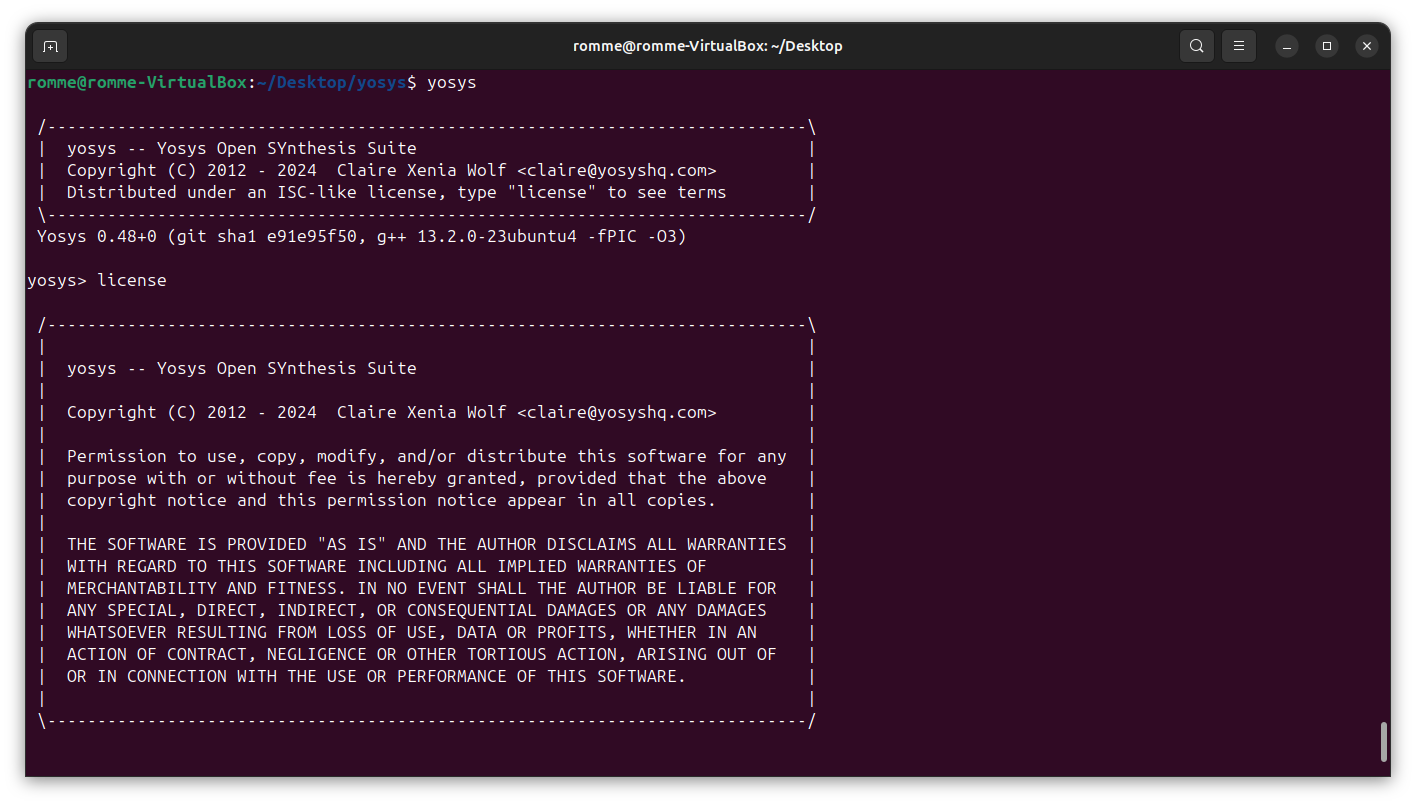 romme@romme-VirtualBox: ~/Desktop
romme@romme-VirtualBox:~/Desktop/yosys$ yosys
/----------------------------------------------------------------------------\
|  yosys -- Yosys Open SYnthesis Suite                                       |
|  Copyright (C) 2012 - 2024  Claire Xenia Wolf <claire@yosyshq.com>         |
|  Distributed under an ISC-like license, type "license" to see terms        |
\----------------------------------------------------------------------------/
Yosys 0.48+0 (git sha1 e91e95f50, g++ 13.2.0-23ubuntu4 -fPIC -O3)
yosys> license
/----------------------------------------------------------------------------\
|                                                                            |
|  yosys -- Yosys Open SYnthesis Suite                                       |
|                                                                            |
|  Copyright (C) 2012 - 2024  Claire Xenia Wolf <claire@yosyshq.com>         |
|                                                                            |
|  Permission to use, copy, modify, and/or distribute this software for any  |
|  purpose with or without fee is hereby granted, provided that the above    |
|  copyright notice and this permission notice appear in all copies.         |
|                                                                            |
|  THE SOFTWARE IS PROVIDED "AS IS" AND THE AUTHOR DISCLAIMS ALL WARRANTIES  |
|  WITH REGARD TO THIS SOFTWARE INCLUDING ALL IMPLIED WARRANTIES OF          |
|  MERCHANTABILITY AND FITNESS. IN NO EVENT SHALL THE AUTHOR BE LIABLE FOR   |
|  ANY SPECIAL, DIRECT, INDIRECT, OR CONSEQUENTIAL DAMAGES OR ANY DAMAGES    |
|  WHATSOEVER RESULTING FROM LOSS OF USE, DATA OR PROFITS, WHETHER IN AN     |
|  ACTION OF CONTRACT, NEGLIGENCE OR OTHER TORTIOUS ACTION, ARISING OUT OF   |
|  OR IN CONNECTION WITH THE USE OR PERFORMANCE OF THIS SOFTWARE.            |
|                                                                            |
\----------------------------------------------------------------------------/